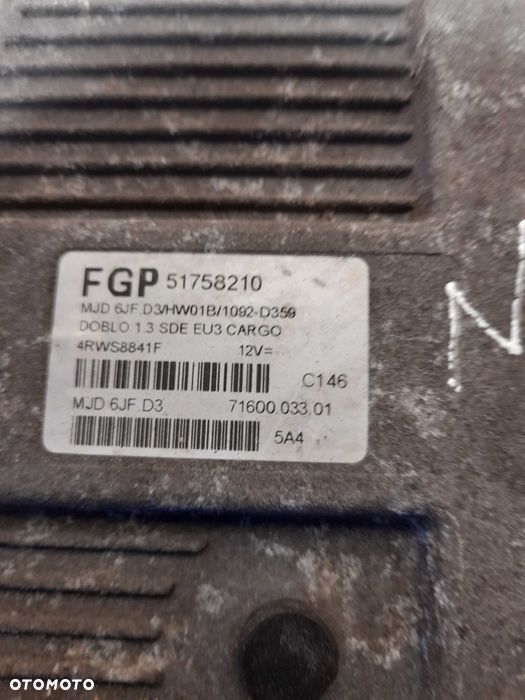 FGP 51758210
MJD 6JF.D3/HW01B/1092-D359
DOBLO 1.3 SDE EU3 CARGO
4RWS8841F 12V=
C146
MJD 6JF D3 71600.033.01
5A4
N
OTOMOTO
OTOMOTO